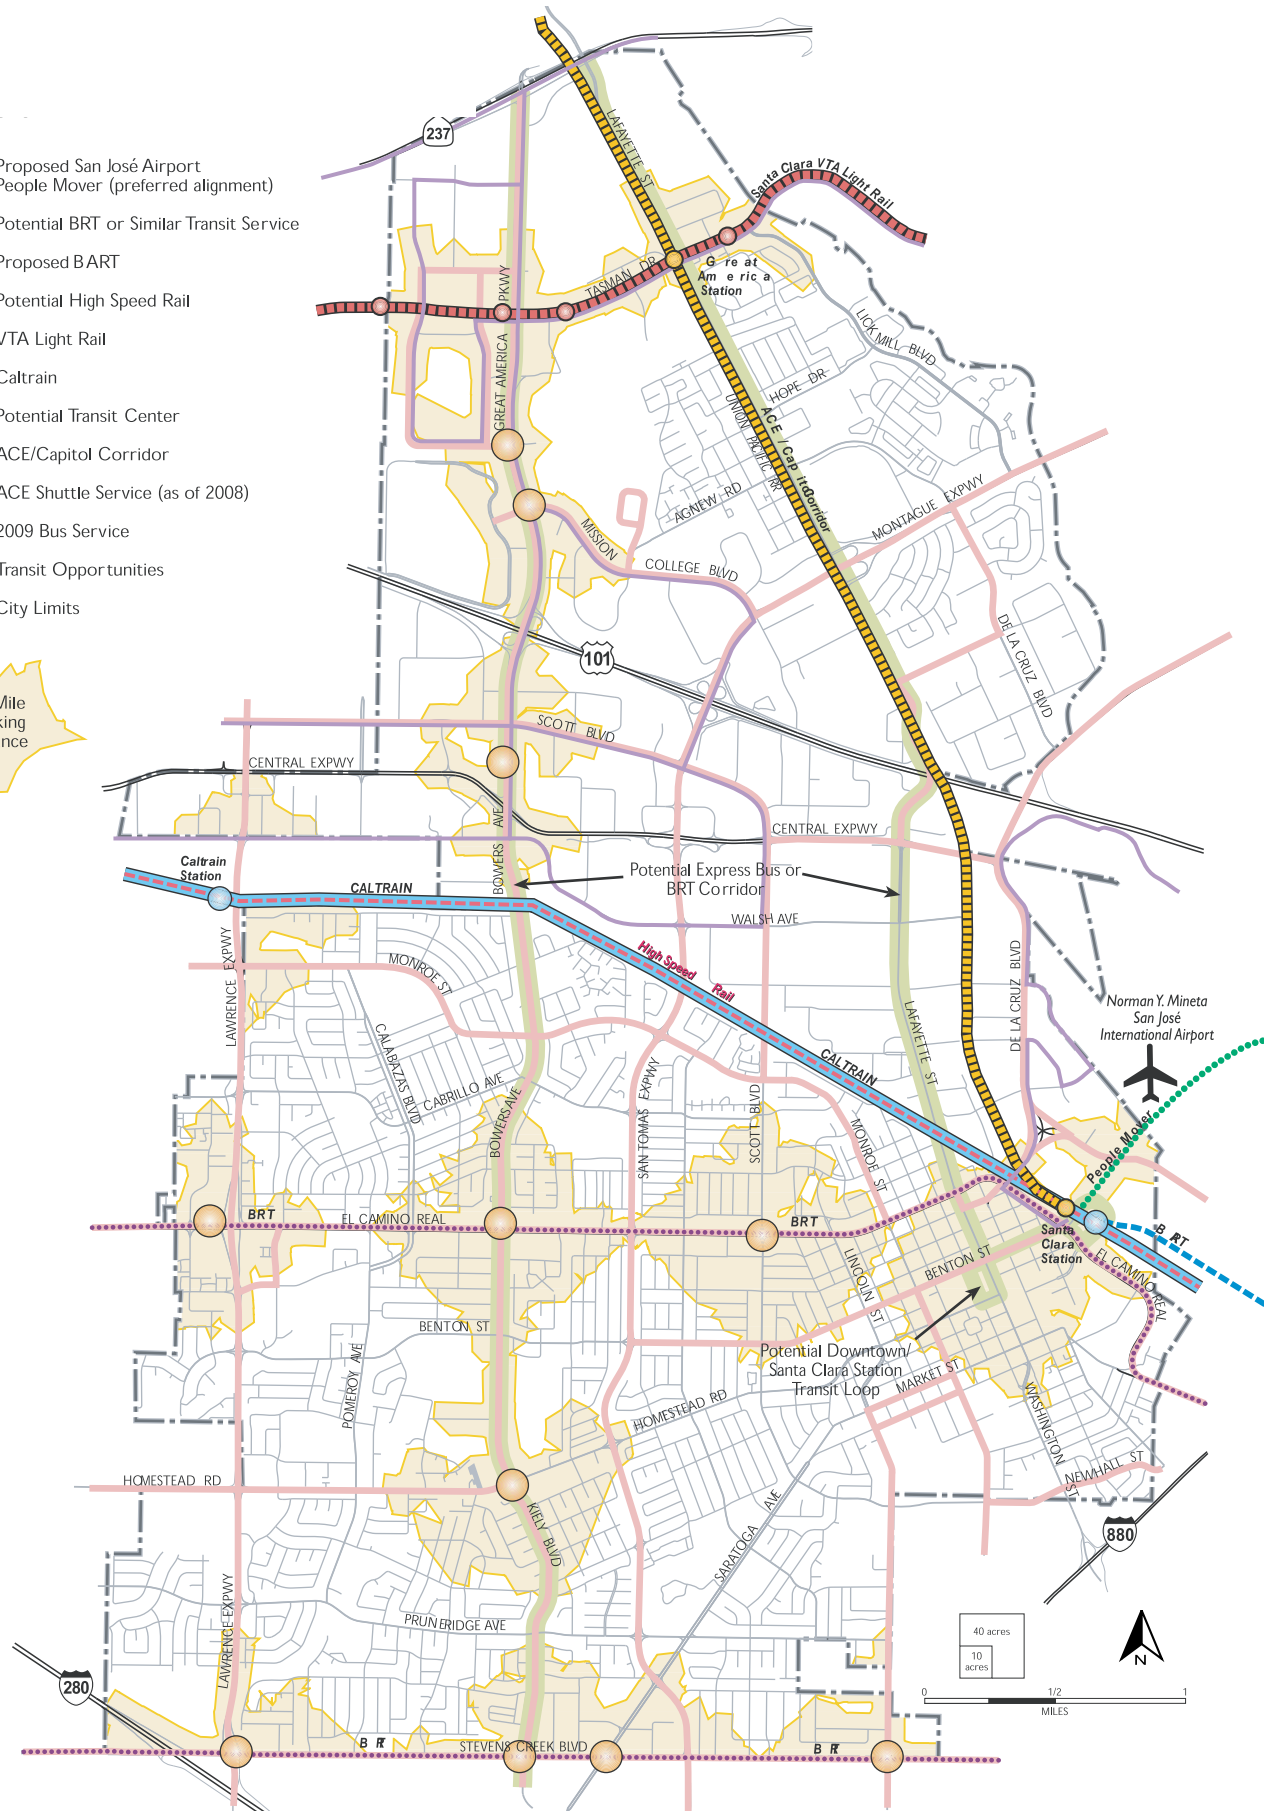 Proposed San José Airport
People Mover (preferred alignment)
Potential BRT or Similar Transit Service
Proposed BART
Potential High Speed Rail
VTA Light Rail
Caltrain
Potential Transit Center
ACE/Capitol Corridor
ACE Shuttle Service (as of 2008)
2009 Bus Service
Transit Opportunities
City Limits
Mile
king
nce
237
LAFAYETTE ST
Santa Clara VTA Light Rail
Great
America
Station
TASMAN DR
GREAT AMERICA PKWY
LICK MILL BLVD
HOPE DR
UNION PACIFIC RR
ACE / Capitol Corridor
AGNEW RD
MONTAGUE EXPWY
MISSION
COLLEGE BLVD
101
DE LA CRUZ BLVD
SCOTT BLVD
CENTRAL EXPWY
BOWERS AVE
CENTRAL EXPWY
Potential Express Bus or
BRT Corridor
WALSH AVE
Caltrain
Station
CALTRAIN
High Speed Rail
CALTRAIN
LAWRENCE EXPWY
MONROE ST
CALABAZAS BLVD
CABRILLO AVE
BOWERS AVE
SAN TOMAS EXPWY
SCOTT BLVD
MONROE ST
LAFAYETTE ST
DE LA CRUZ BLVD
Norman Y. Mineta
San José
International Airport
People Mover
BRT
EL CAMINO REAL
BRT
Santa
Clara
Station
B RT
EL CAMINO REAL
BENTON ST
LINCOLN ST
BENTON ST
POMEROY AVE
Potential Downtown/
Santa Clara Station
Transit Loop
MARKET ST
HOMESTEAD RD
WASHINGTON ST
NEWHALL ST
HOMESTEAD RD
KIELY BLVD
SARATOGA AVE
880
PRUNERIDGE AVE
LAWRENCE EXPWY
280
40 acres
10
acres
N
0 1/2 1
MILES
BRT
STEVENS CREEK BLVD
BRT